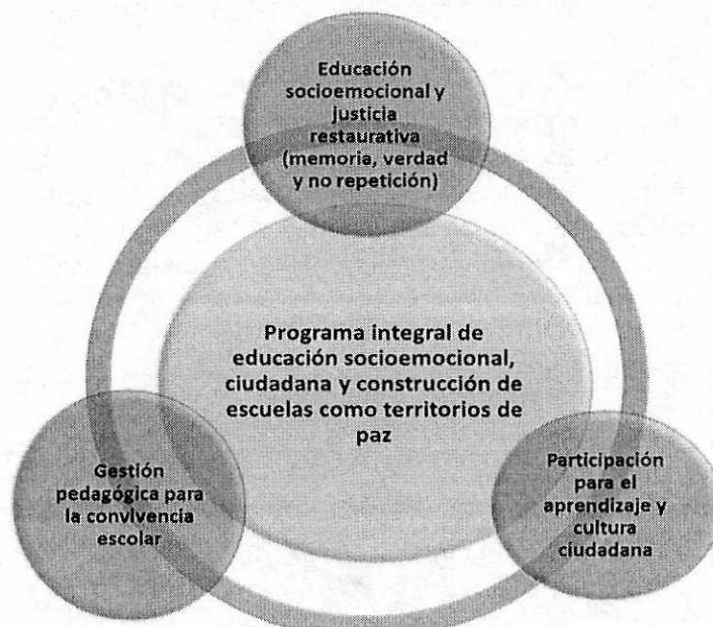 Educación
socioemocional y
justicia
restaurativa
(memoria, verdad
y no repetición)
Programa integral de
educación socioemocional,
ciudadana y construcción de
escuelas como territorios de
paz
Gestión
pedagógica para
la convivencia
escolar
Participación
para el
aprendizaje y
cultura
ciudadana